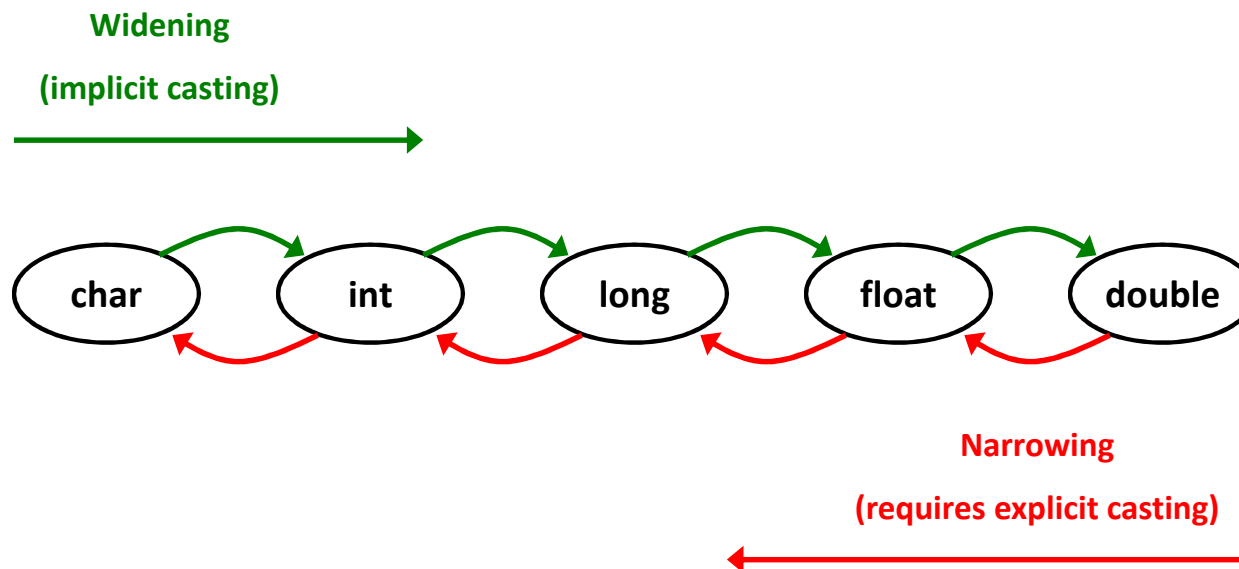 Widening
(implicit casting)
char
int
long
float
double
Narrowing
(requires explicit casting)